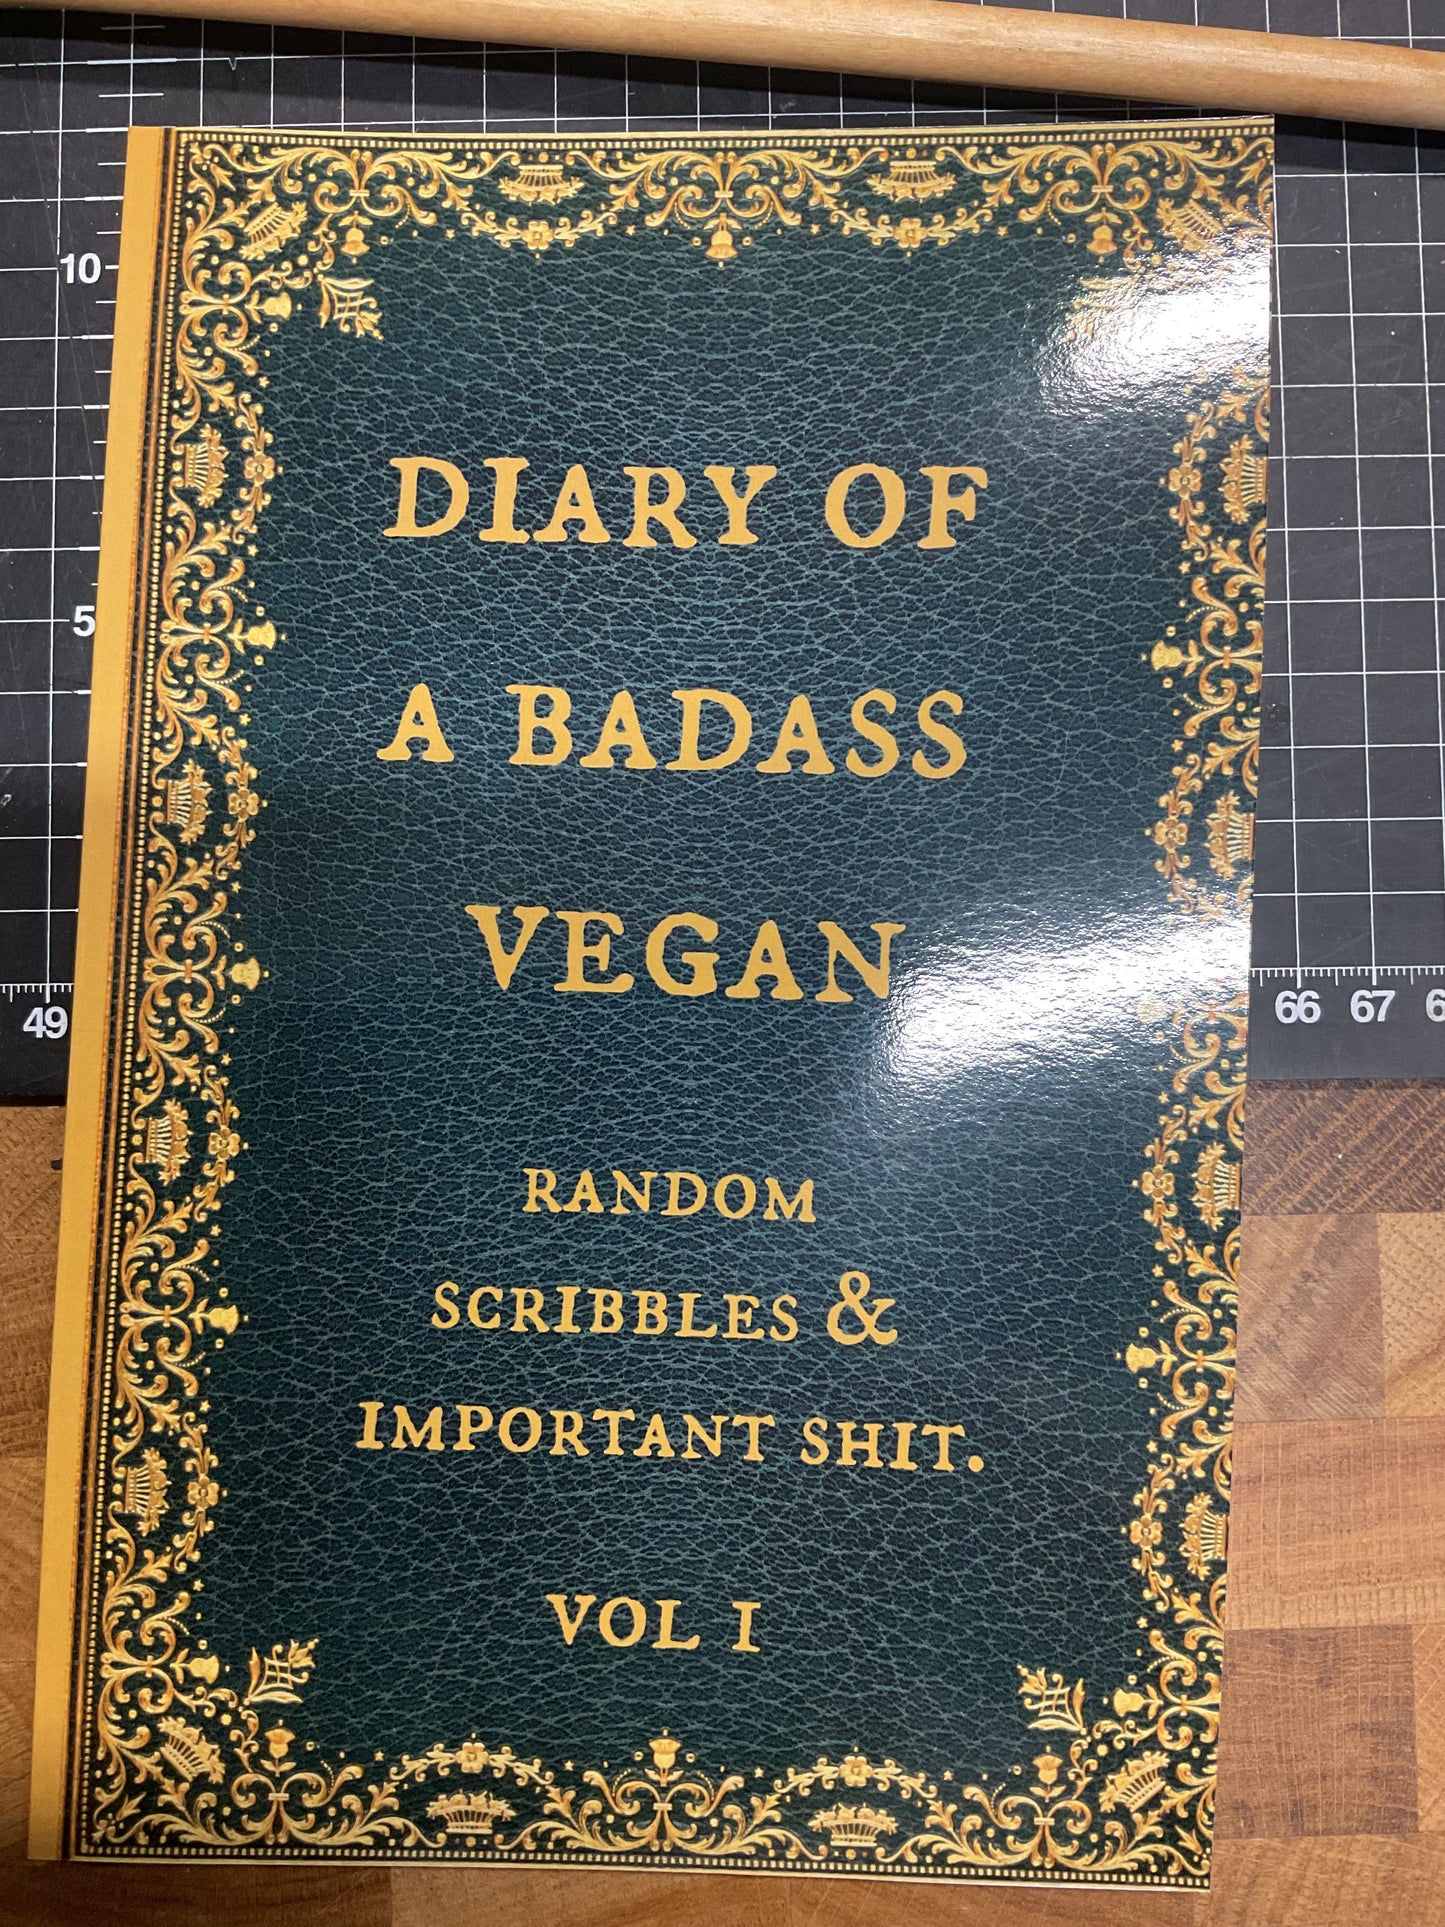 10
5
49
66 67
DIARY OF
A BADASS
VEGAN
RANDOM
SCRIBBLES &
IMPORTANT SHIT.
VOL I